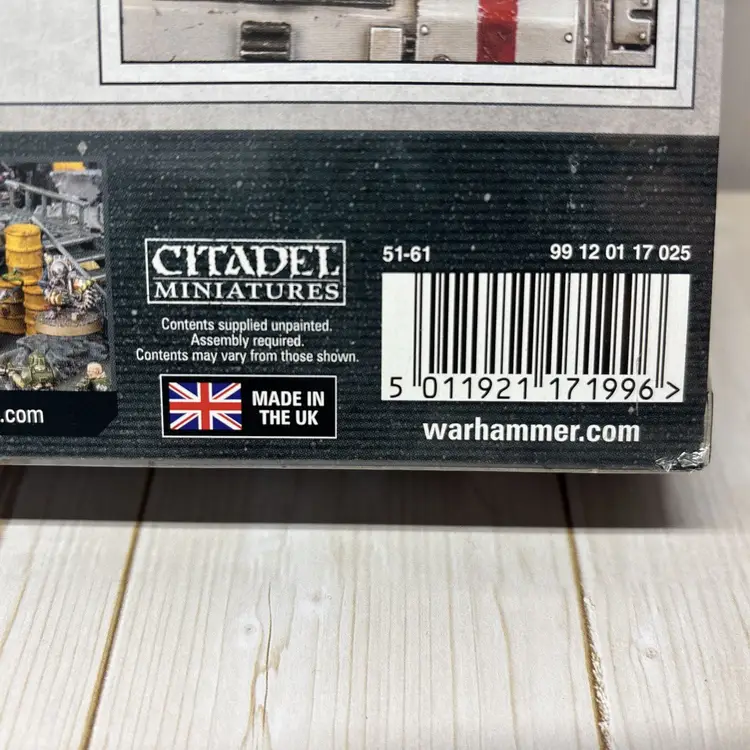 CITADEL
MINIATURES
Contents supplied unpainted.
Assembly required.
Contents may vary from those shown.
.com
MADE IN
THE UK
51-61
99 12 01 17 025
5 011921 171996 >
warhammer.com